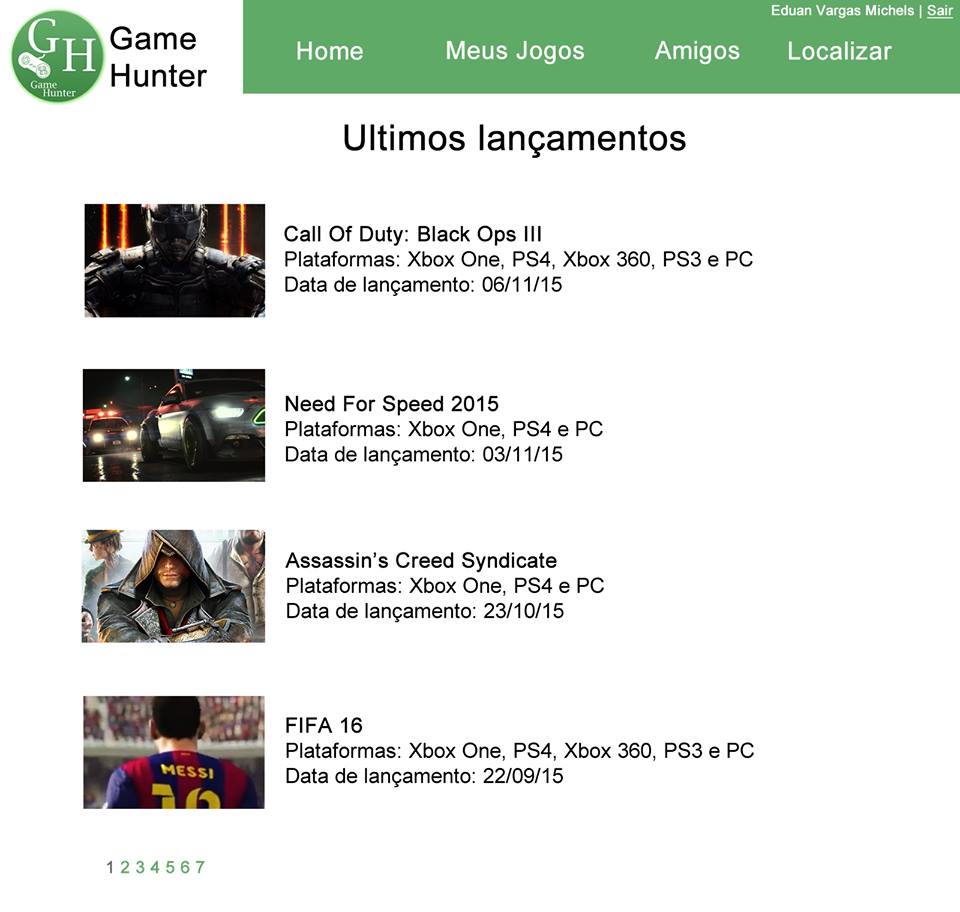 GH
Game
Hunter
Game
Hunter
Eduan Vargas Michels | Sair
Home Meus Jogos Amigos Localizar
Ultimos lançamentos
Call Of Duty: Black Ops III
Plataformas: Xbox One, PS4, Xbox 360, PS3 e PC
Data de lançamento: 06/11/15
Need For Speed 2015
Plataformas: Xbox One, PS4 e PC
Data de lançamento: 03/11/15
Assassin’s Creed Syndicate
Plataformas: Xbox One, PS4 e PC
Data de lançamento: 23/10/15
MESSI
10
FIFA 16
Plataformas: Xbox One, PS4, Xbox 360, PS3 e PC
Data de lançamento: 22/09/15
1 2 3 4 5 6 7